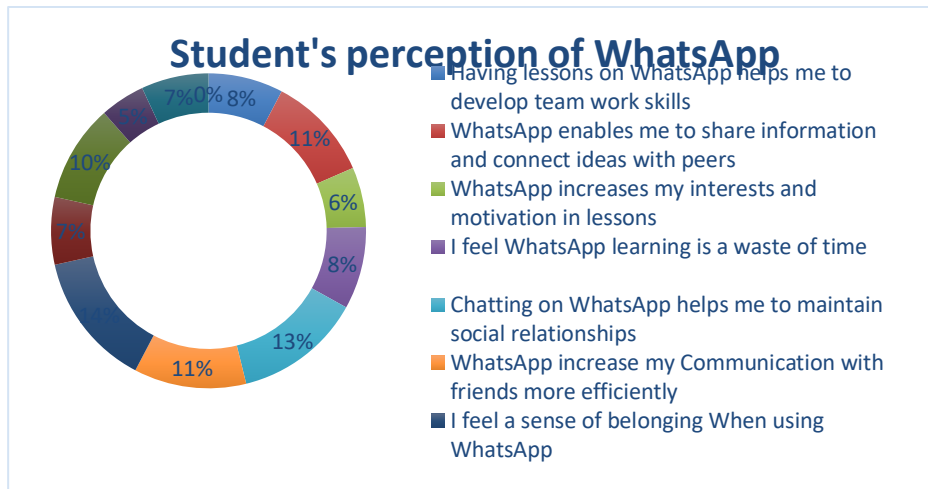 Student's perception of WhatsApp
Having lessons on WhatsApp helps me to
develop team work skills
WhatsApp enables me to share information
and connect ideas with peers
WhatsApp increases my interests and
motivation in lessons
I feel WhatsApp learning is a waste of time
Chatting on WhatsApp helps me to maintain
social relationships
WhatsApp increase my Communication with
friends more efficiently
I feel a sense of belonging When using
WhatsApp
7%
0%
8%
11%
6%
8%
13%
11%
14%
7%
10%
5%